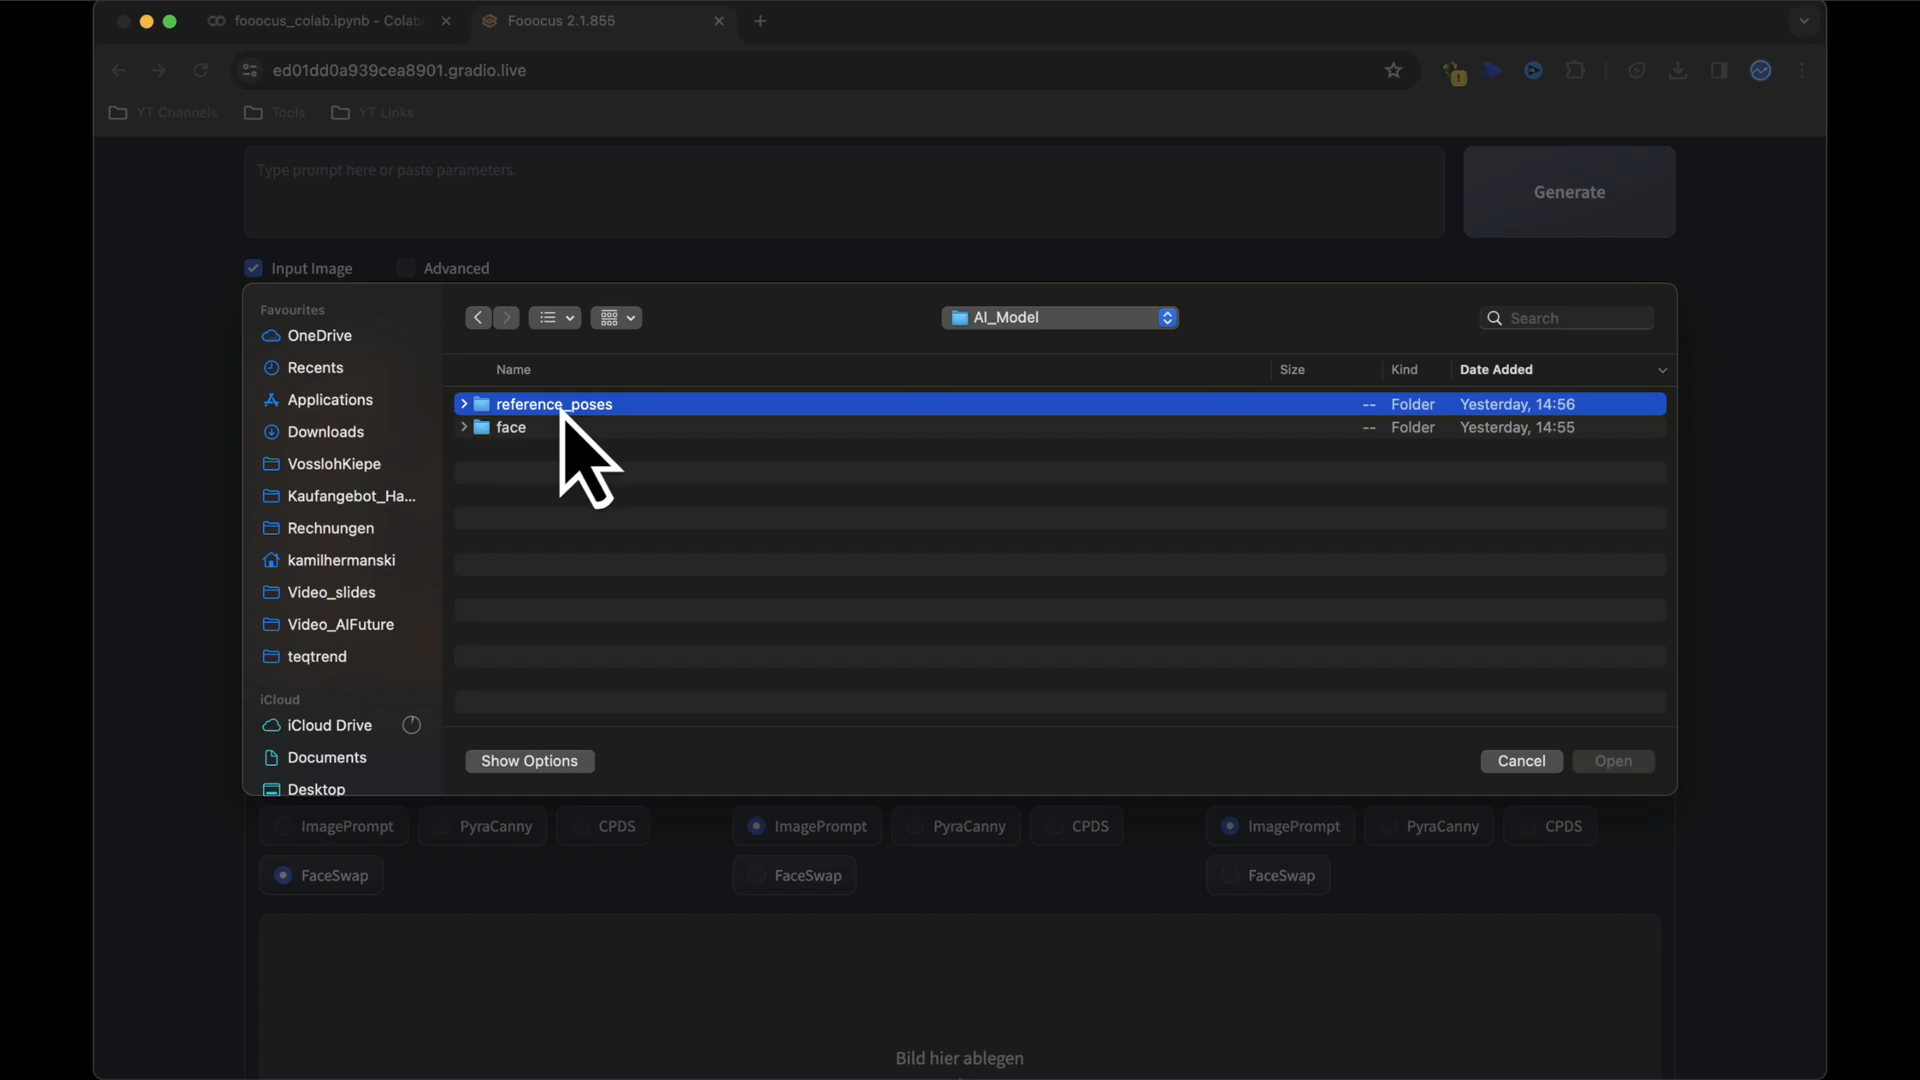 fooocus_colab.ipynb - Colab
Fooocus 2.1.855
ed01dd0a939cea8901.gradio.live
YT Channels
Tools
YT Links
Type prompt here or paste parameters.
Generate
Input Image
Advanced
Favourites
OneDrive
Recents
Applications
Downloads
VosslohKiepe
Kaufangebot_Ha...
Rechnungen
kamilhermanski
Video_slides
Video_AIFuture
teqtrend
iCloud
iCloud Drive
Documents
Desktop
AI_Model
Search
Name Size Kind Date Added
reference_poses -- Folder Yesterday, 14:56
face -- Folder Yesterday, 14:55
Show Options
Cancel
Open
ImagePrompt PyraCanny CPDS ImagePrompt PyraCanny CPDS ImagePrompt PyraCanny CPDS
FaceSwap FaceSwap FaceSwap
Bild hier ablegen